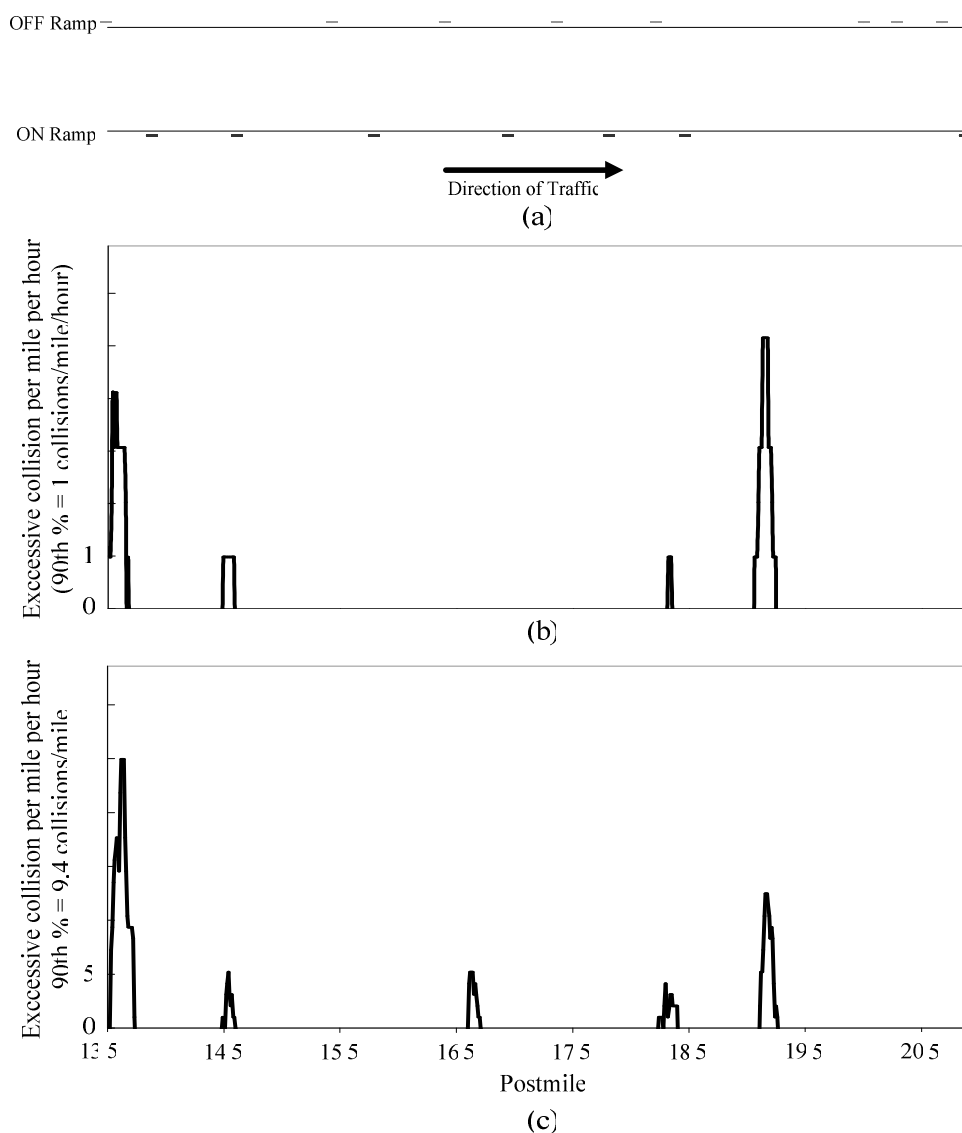 OFF Ramp
ON Ramp
Direction of Traffic
(a)
Exccessive collision per mile per hour
(90th % = 1 collisions/mile/hour)
1
0
(b)
Exccessive collision per mile per hour
90th % = 9.4 collisions/mile
5
0
13 5 14 5 15 5 16 5 17 5 18 5 19 5 20 5
Postmile
(c)